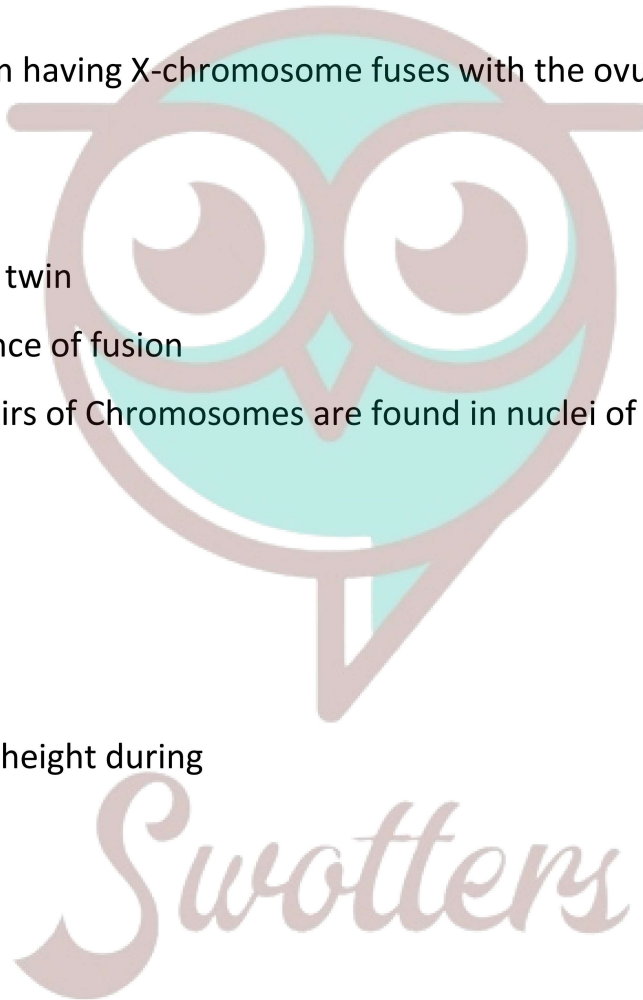 n having X-chromosome fuses with the ovu
twin
nce of fusion
irs of Chromosomes are found in nuclei of
height during
Swotters